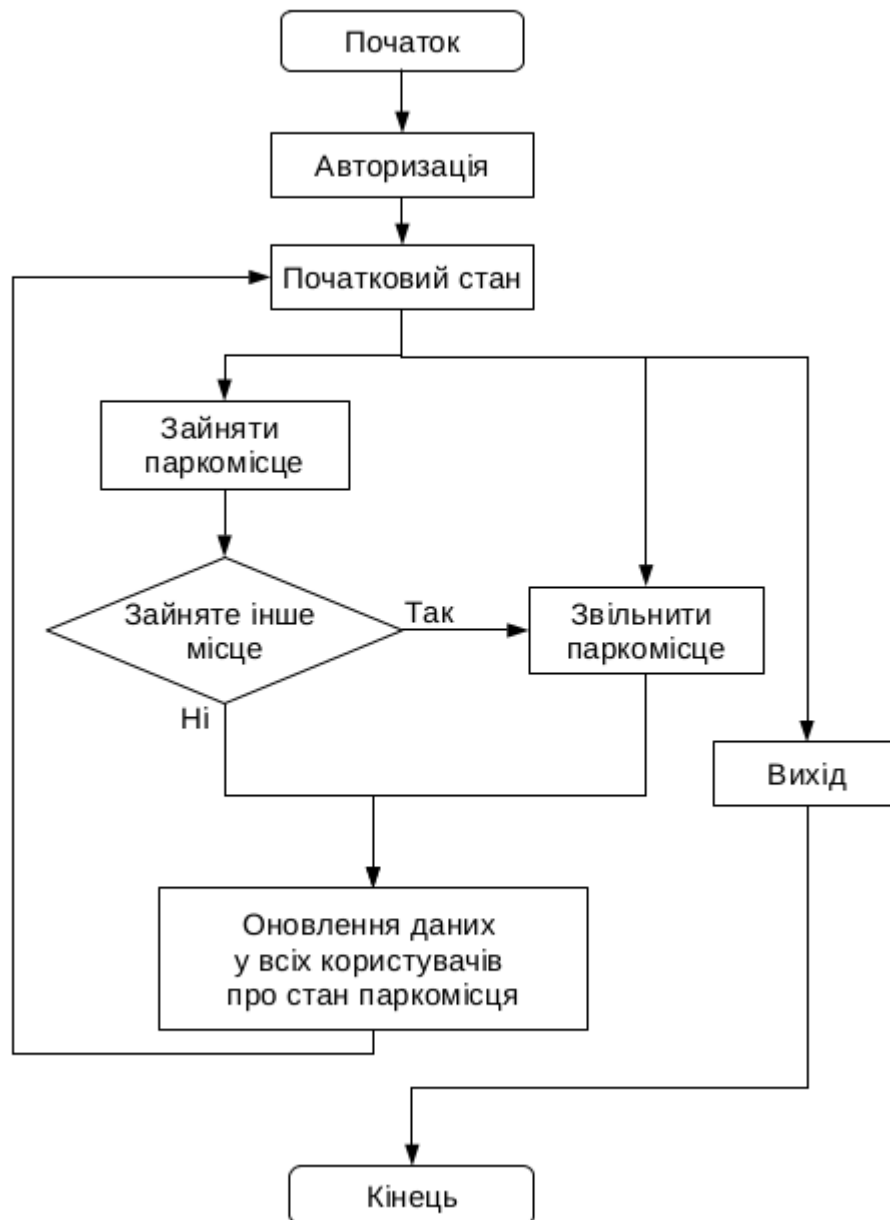 Початок
Авторизація
Початковий стан
Зайняти
паркомісце
Зайняте інше
місце
Так
Звільнити
паркомісце
Ні
Вихід
Оновлення даних
у всіх користувачів
про стан паркомісця
Кінець